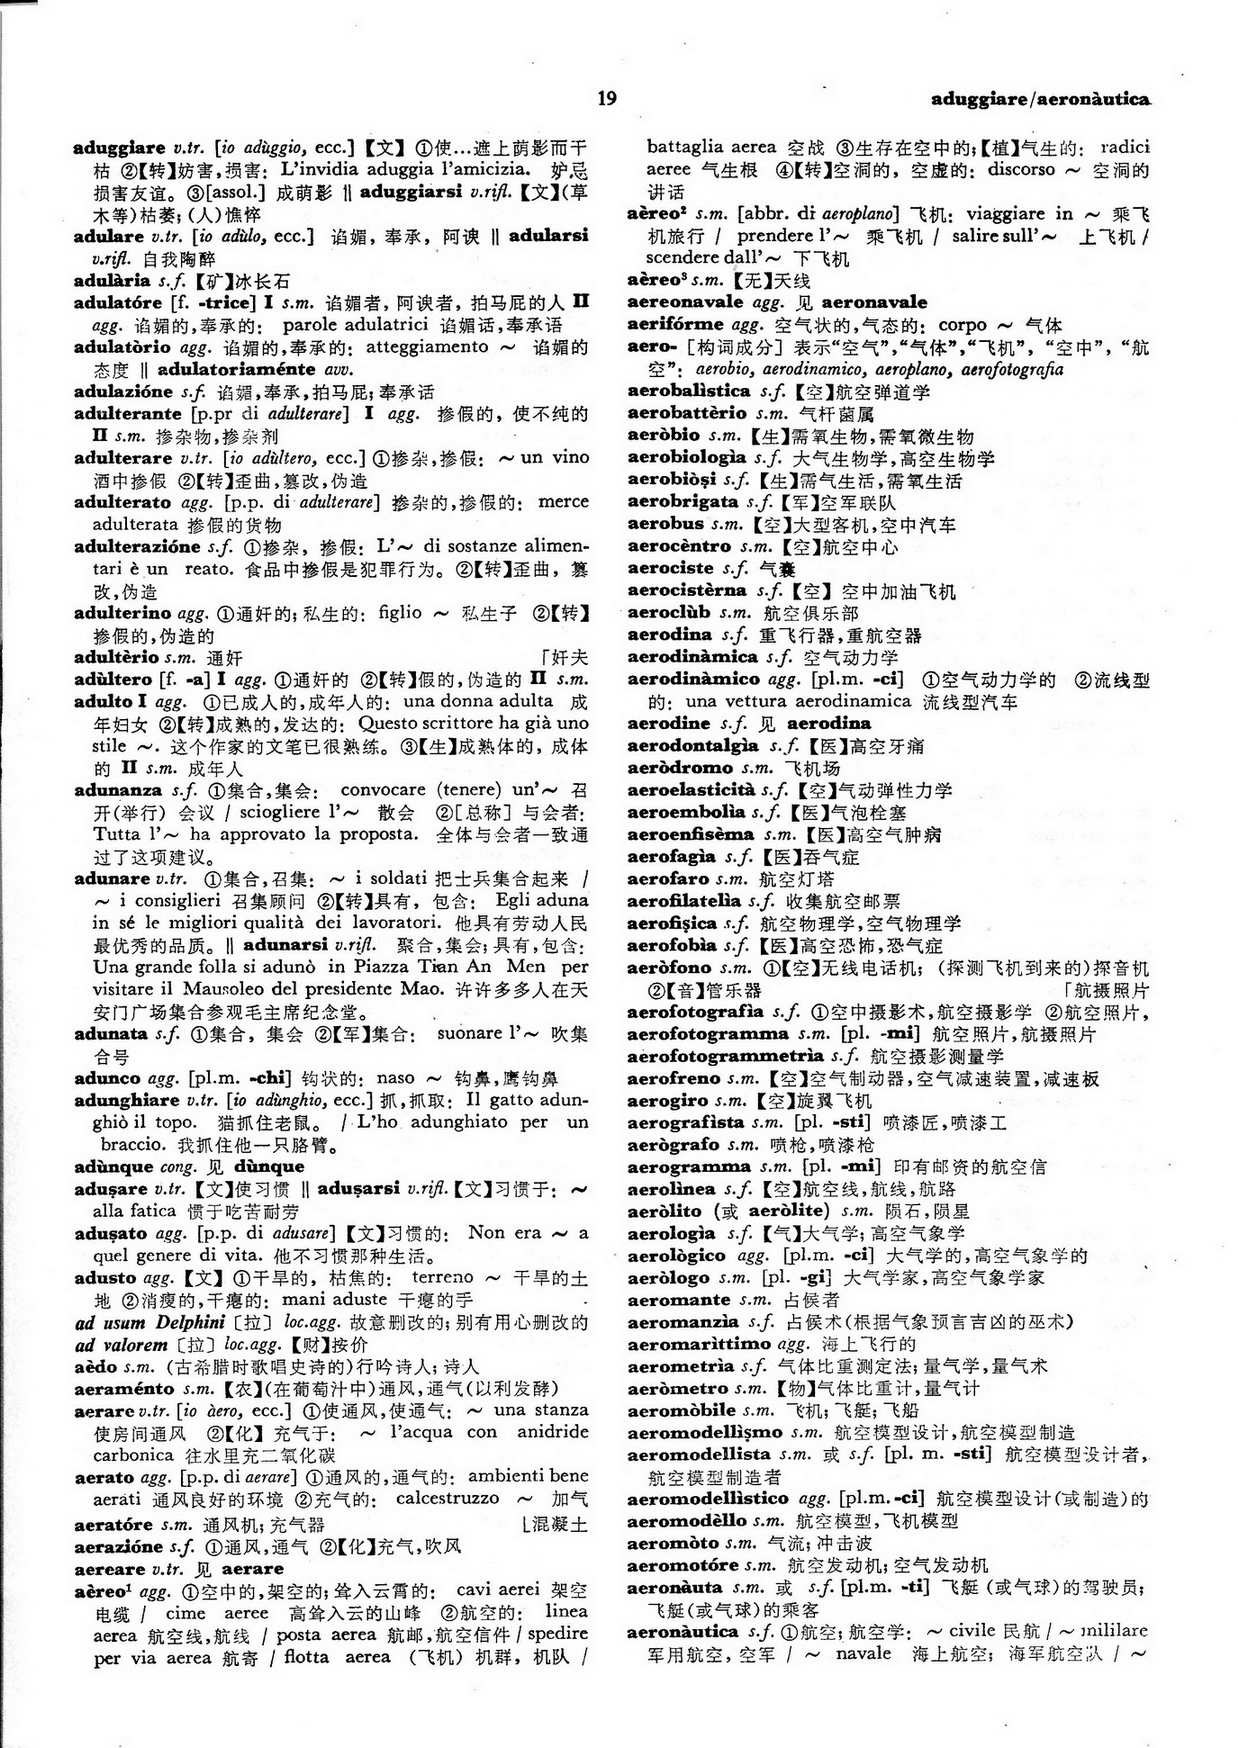 19
aduggiare/aeronàutica
aduggiare v.tr. [io adùggio, ecc.]【文】①使…遮上荫影而干
枯 ②【转】妨害,损害: L'invidia aduggia l'amicizia. 妒忌
损害友谊。③[assol.] 成荫影 ‖ aduggiarsi v.rifl.【文】(草
木等)枯萎; (人)憔悴
adulare v.tr. [io adùlo, ecc.] 谄媚, 奉承, 阿谀 ‖ adularsi
v.rifl. 自我陶醉
adulària s.f.【矿】冰长石
adulatóre [f. -trice] I s.m. 谄媚者, 阿谀者, 拍马屁的人 II
agg. 谄媚的,奉承的: parole adulatrici 谄媚话,奉承语
adulatòrio agg. 谄媚的,奉承的: atteggiamento ～ 谄媚的
态度 ‖ adulatoriaménte avv.
adulazióne s.f. 谄媚,奉承,拍马屁; 奉承话
adulterante [p.pr di adulterare] I agg. 掺假的, 使不纯的
II s.m. 掺杂物,掺杂剂
adulterare v.tr. [io adùltero, ecc.] ①掺杂,掺假: ～ un vino
酒中掺假 ②【转】歪曲,篡改,伪造
adulterato agg. [p.p. di adulterare] 掺杂的,掺假的: merce
adulterata 掺假的货物
adulterazióne s.f. ①掺杂, 掺假: L'～ di sostanze alimen-
tari è un reato. 食品中掺假是犯罪行为。②【转】歪曲, 篡
改,伪造
adulterino agg. ①通奸的; 私生的: figlio ～ 私生子 ②【转】
掺假的,伪造的
adultèrio s.m. 通奸 「奸夫
adùltero [f. -a] I agg. ①通奸的 ②【转】假的,伪造的 II s.m.
adulto I agg. ①已成人的,成年人的: una donna adulta 成
年妇女 ②【转】成熟的,发达的: Questo scrittore ha già uno
stile ～. 这个作家的文笔已很熟练。③【生】成熟体的, 成体
的 II s.m. 成年人
adunanza s.f. ①集合,集会: convocare (tenere) un'～ 召
开(举行) 会议 / sciogliere l'～ 散会 ②[总称] 与会者:
Tutta l'～ ha approvato la proposta. 全体与会者一致通
过了这项建议。
adunare v.tr. ①集合,召集: ～ i soldati 把士兵集合起来 /
～ i consiglieri 召集顾问 ②【转】具有, 包含: Egli aduna
in sé le migliori qualità dei lavoratori. 他具有劳动人民
最优秀的品质。‖ adunarsi v.rifl. 聚合,集会; 具有,包含:
Una grande folla si adunò in Piazza Tian An Men per
visitare il Mausoleo del presidente Mao. 许许多多人在天
安门广场集合参观毛主席纪念堂。
adunata s.f. ①集合, 集会 ②【军】集合: suonare l'～ 吹集
合号
adunco agg. [pl.m. -chi] 钩状的: naso ～ 钩鼻,鹰钩鼻
adunghiare v.tr. [io adùnghio, ecc.] 抓,抓取: Il gatto adun-
ghiò il topo. 猫抓住老鼠。 / L'ho adunghiato per un
braccio. 我抓住他一只胳臂。
adùnque cong. 见 dùnque
aduṣare v.tr.【文】使习惯 ‖ aduṣarsi v.rifl.【文】习惯于: ～
alla fatica 惯于吃苦耐劳
aduṣato agg. [p.p. di adusare]【文】习惯的: Non era ～ a
quel genere di vita. 他不习惯那种生活。
adusto agg.【文】①干旱的, 枯焦的: terreno ～ 干旱的土
地 ②消瘦的,干瘪的: mani aduste 干瘪的手
ad usum Delphini〔拉〕loc.agg. 故意删改的; 别有用心删改的
ad valorem〔拉〕loc.agg.【财】按价
aèdo s.m. (古希腊时歌唱史诗的)行吟诗人; 诗人
aeraménto s.m.【农】(在葡萄汁中)通风,通气(以利发酵)
aerare v.tr. [io àero, ecc.] ①使通风,使通气: ～ una stanza
使房间通风 ②【化】充气于: ～ l'acqua con anidride
carbonica 往水里充二氧化碳
aerato agg. [p.p. di aerare] ①通风的,通气的: ambienti bene
aerati 通风良好的环境 ②充气的: calcestruzzo ～ 加气
aeratóre s.m. 通风机; 充气器 ⌊混凝土
aerazióne s.f. ①通风,通气 ②【化】充气,吹风
aereare v.tr. 见 aerare
aèreo¹ agg. ①空中的,架空的; 耸入云霄的: cavi aerei 架空
电缆 / cime aeree 高耸入云的山峰 ②航空的: linea
aerea 航空线,航线 / posta aerea 航邮,航空信件 / spedire
per via aerea 航寄 / flotta aerea (飞机) 机群, 机队 /
battaglia aerea 空战 ③生存在空中的;【植】气生的: radici
aeree 气生根 ④【转】空洞的, 空虚的: discorso ～ 空洞的
讲话
aèreo² s.m. [abbr. di aeroplano] 飞机: viaggiare in ～ 乘飞
机旅行 / prendere l'～ 乘飞机 / salire sull'～ 上飞机 /
scendere dall'～ 下飞机
aèreo³ s.m.【无】天线
aereonavale agg. 见 aeronavale
aerifórme agg. 空气状的,气态的: corpo ～ 气体
aero- [构词成分] 表示“空气”,“气体”,“飞机”, “空中”, “航
空”: aerobio, aerodinamico, aeroplano, aerofotografia
aerobalìstica s.f.【空】航空弹道学
aerobattèrio s.m. 气杆菌属
aeròbio s.m.【生】需氧生物,需氧微生物
aerobiologìa s.f. 大气生物学,高空生物学
aerobiòṣi s.f.【生】需气生活,需氧生活
aerobrigata s.f.【军】空军联队
aerobus s.m.【空】大型客机,空中汽车
aerocèntro s.m.【空】航空中心
aerociste s.f. 气囊
aerocistèrna s.f.【空】空中加油飞机
aeroclùb s.m. 航空俱乐部
aerodina s.f. 重飞行器,重航空器
aerodinàmica s.f. 空气动力学
aerodinàmico agg. [pl.m. -ci] ①空气动力学的 ②流线型
的: una vettura aerodinamica 流线型汽车
aerodine s.f. 见 aerodina
aerodontalgìa s.f.【医】高空牙痛
aeròdromo s.m. 飞机场
aeroelasticità s.f.【空】气动弹性力学
aeroembolìa s.f.【医】气泡栓塞
aeroenfisèma s.m.【医】高空气肿病
aerofagìa s.f.【医】吞气症
aerofaro s.m. 航空灯塔
aerofilatelìa s.f. 收集航空邮票
aerofìṣica s.f. 航空物理学,空气物理学
aerofobìa s.f.【医】高空恐怖,恐气症
aeròfono s.m. ①【空】无线电话机; (探测飞机到来的)探音机
②【音】管乐器 「航摄照片
aerofotografìa s.f. ①空中摄影术,航空摄影学 ②航空照片,
aerofotogramma s.m. [pl. -mi] 航空照片,航摄照片
aerofotogrammetrìa s.f. 航空摄影测量学
aerofreno s.m.【空】空气制动器,空气减速装置,减速板
aerogiro s.m.【空】旋翼飞机
aerografìsta s.m. [pl. -sti] 喷漆匠,喷漆工
aerògrafo s.m. 喷枪,喷漆枪
aerogramma s.m. [pl. -mi] 印有邮资的航空信
aerolìnea s.f.【空】航空线,航线,航路
aeròlito (或 aeròlite) s.m. 陨石,陨星
aerologìa s.f.【气】大气学; 高空气象学
aerològico agg. [pl.m. -ci] 大气学的,高空气象学的
aeròlogo s.m. [pl. -gi] 大气学家,高空气象学家
aeromante s.m. 占候者
aeromanzìa s.f. 占候术(根据气象预言吉凶的巫术)
aeromarìttimo agg. 海上飞行的
aerometrìa s.f. 气体比重测定法; 量气学,量气术
aeròmetro s.m.【物】气体比重计,量气计
aeromòbile s.m. 飞机; 飞艇; 飞船
aeromodellìṣmo s.m. 航空模型设计,航空模型制造
aeromodellista s.m. 或 s.f. [pl. m. -sti] 航空模型设计者,
航空模型制造者
aeromodellìstico agg. [pl.m. -ci] 航空模型设计(或制造)的
aeromodèllo s.m. 航空模型,飞机模型
aeromòto s.m. 气流; 冲击波
aeromotóre s.m. 航空发动机; 空气发动机
aeronàuta s.m. 或 s.f. [pl.m. -ti] 飞艇 (或气球)的驾驶员;
飞艇(或气球)的乘客
aeronàutica s.f. ①航空; 航空学: ～ civile 民航 / ～ militare
军用航空, 空军 / ～ navale 海上航空; 海军航空队 / ～